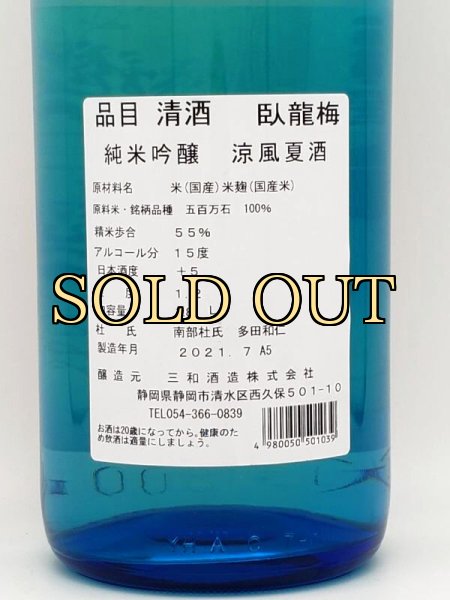 品目 清酒 臥龍梅
純米吟醸 涼風夏酒
原材料名 米(国産)米麹(国産米)
原料米・銘柄品種 五百万石 100%
精米歩合 55%
アルコール分 15度
日本酒度 +5
SOLD OUT
杜氏 南部杜氏 多田和仁
製造年月 2021.7 A5
醸造元 三和酒造株式会社
静岡県静岡市清水区西久保501-10
TEL054-366-0839
お酒は20歳になってから。健康のた
め飲酒は適量にしましょう。
4 980050 501039